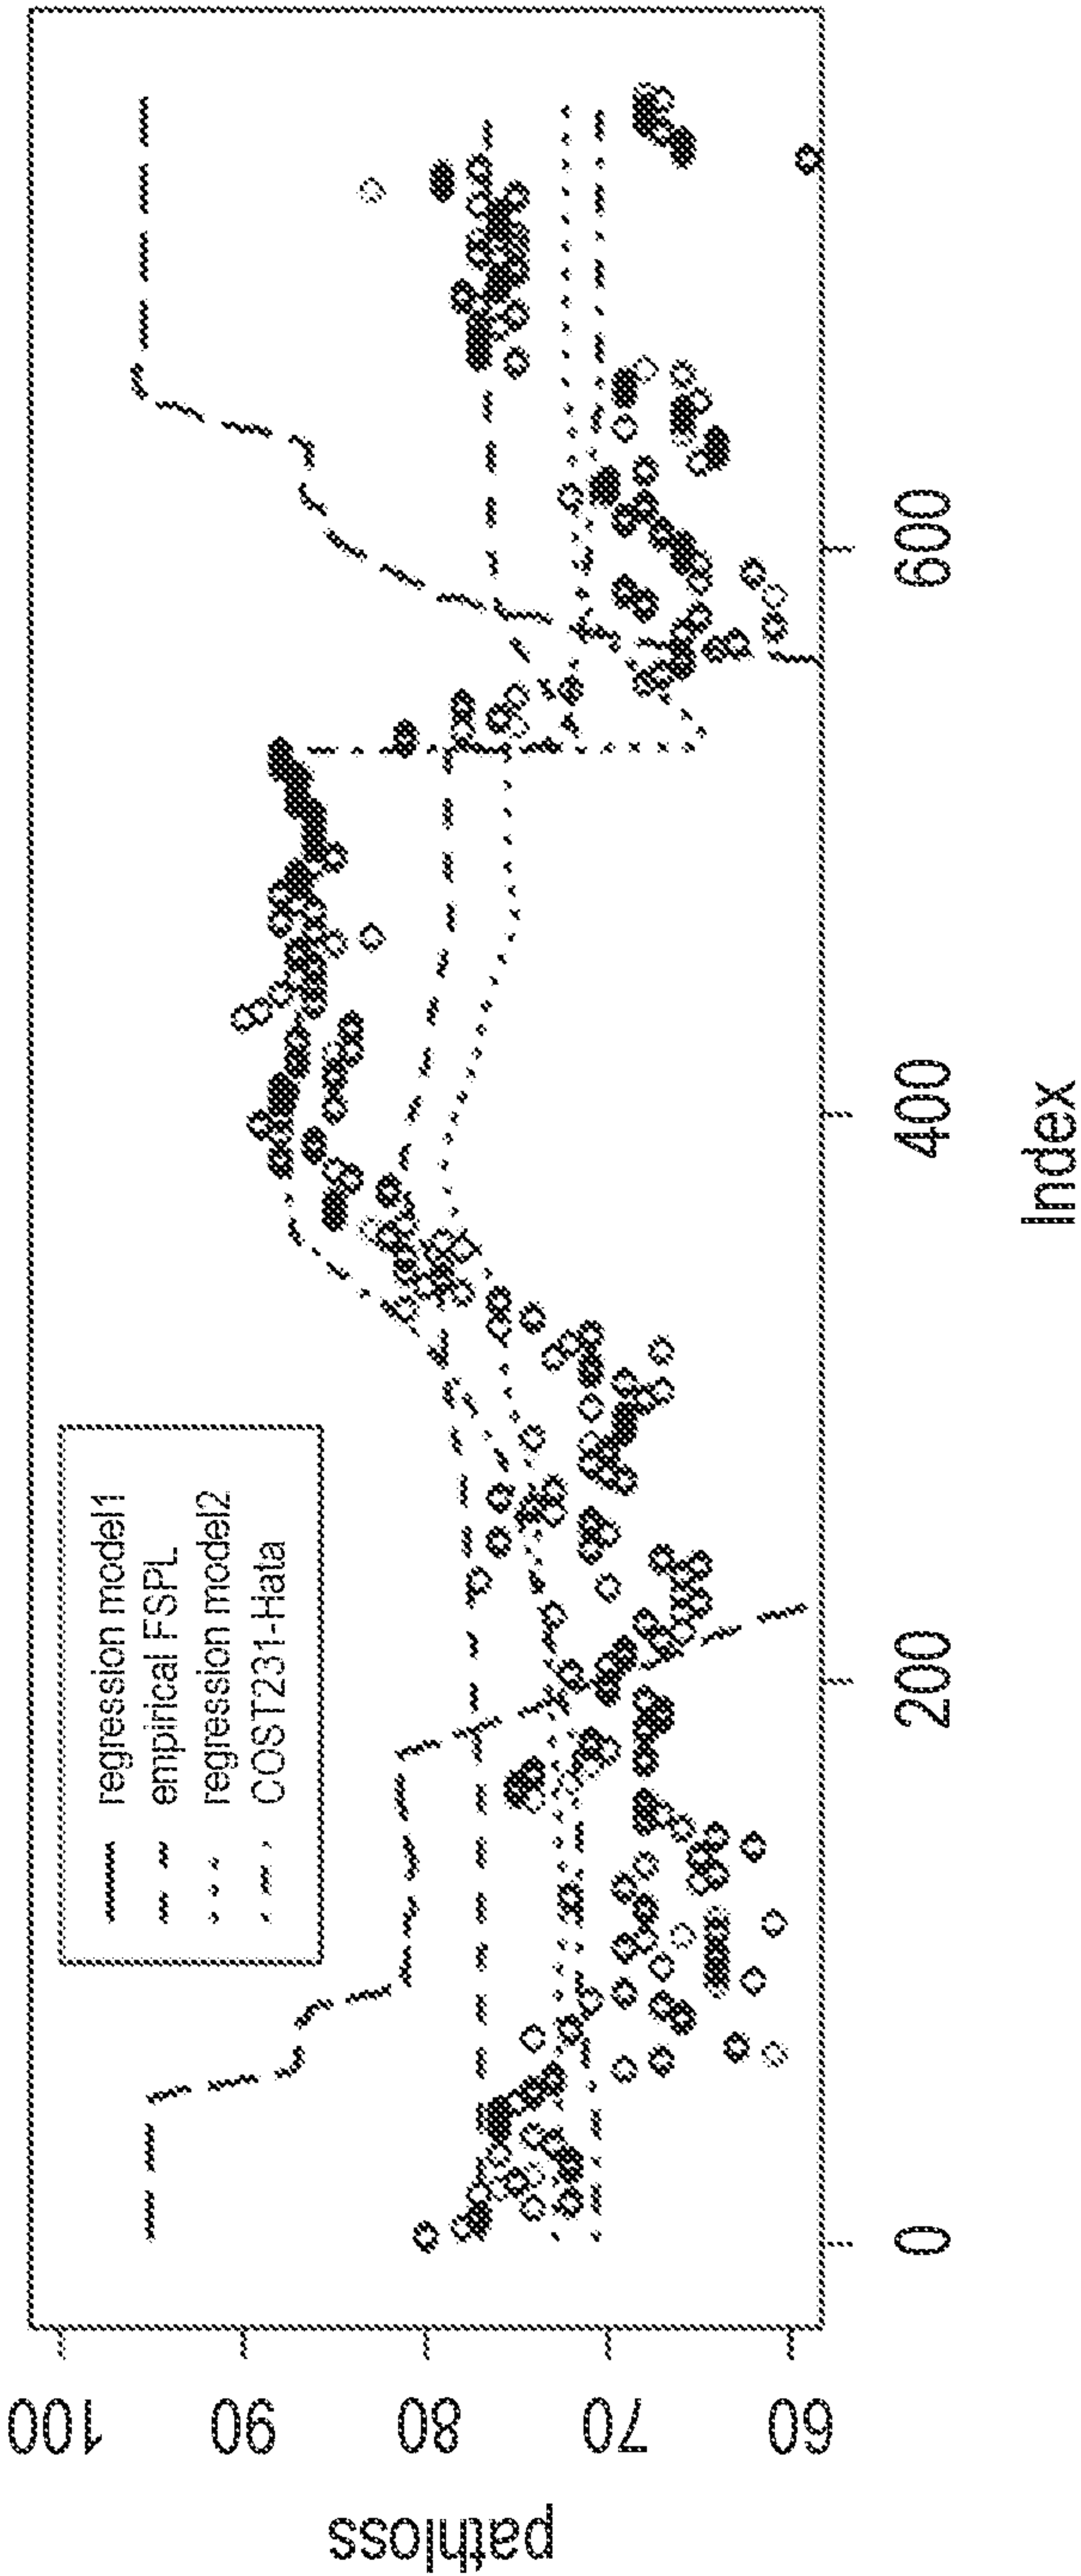 pathloss
100
90
80
70
60
regression model1
empirical FSPL
regression model2
COST231-Hata
0
200
400
600
Index